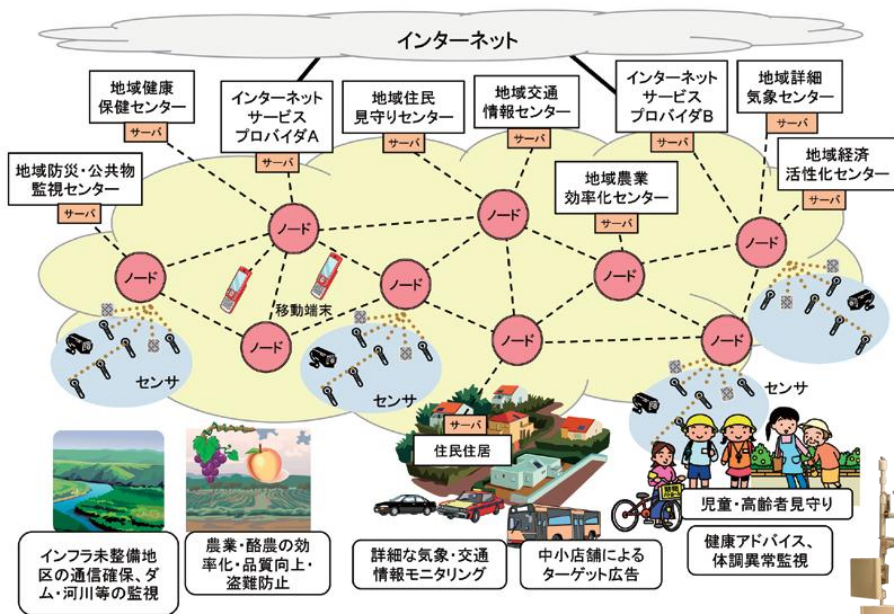 インターネット
地域健康
保健センター
サーバ
インターネット
サービス
プロバイダA
サーバ
地域住民
見守りセンター
サーバ
地域交通
情報センター
サーバ
インターネット
サービス
プロバイダB
サーバ
地域詳細
気象センター
サーバ
地域防災・公共物
監視センター
サーバ
地域農業
効率化センター
サーバ
地域経済
活性化センター
サーバ
ノード
ノード
ノード
ノード
ノード
ノード
ノード
ノード
ノード
移動端末
センサ
センサ
センサ
サーバ
住民住居
インフラ未整備地
区の通信確保、ダ
ム・河川等の監視
農業・酪農の効
率化・品質向上・
盗難防止
詳細な気象・交通
情報モニタリング
中小店舗による
ターゲット広告
児童・高齢者見守り
健康アドバイス、
体調異常監視